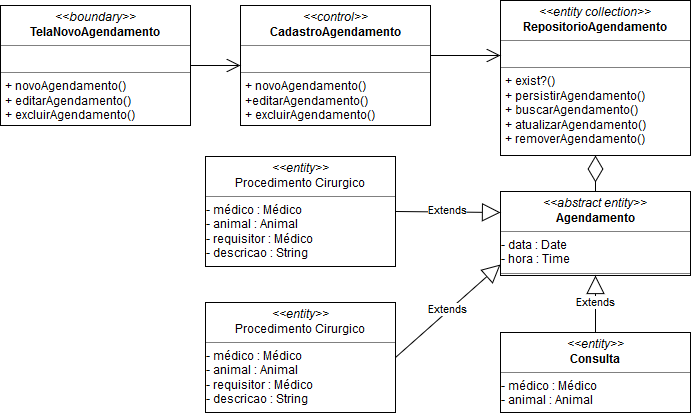 <<boundary>>
TelaNovoAgendamento
+ novoAgendamento()
+ editarAgendamento()
+ excluirAgendamento()
<<control>>
CadastroAgendamento
+ novoAgendamento()
+editarAgendamento()
+ excluirAgendamento()
<<entity collection>>
RepositorioAgendamento
+ exist?()
+ persistirAgendamento()
+ buscarAgendamento()
+ atualizarAgendamento()
+ removerAgendamento()
<<entity>>
Procedimento Cirurgico
- médico : Médico
- animal : Animal
- requisitor : Médico
- descricao : String
Extends
<<abstract entity>>
Agendamento
- data : Date
- hora : Time
<<entity>>
Procedimento Cirurgico
- médico : Médico
- animal : Animal
- requisitor : Médico
- descricao : String
Extends
Extends
<<entity>>
Consulta
- médico : Médico
- animal : Animal